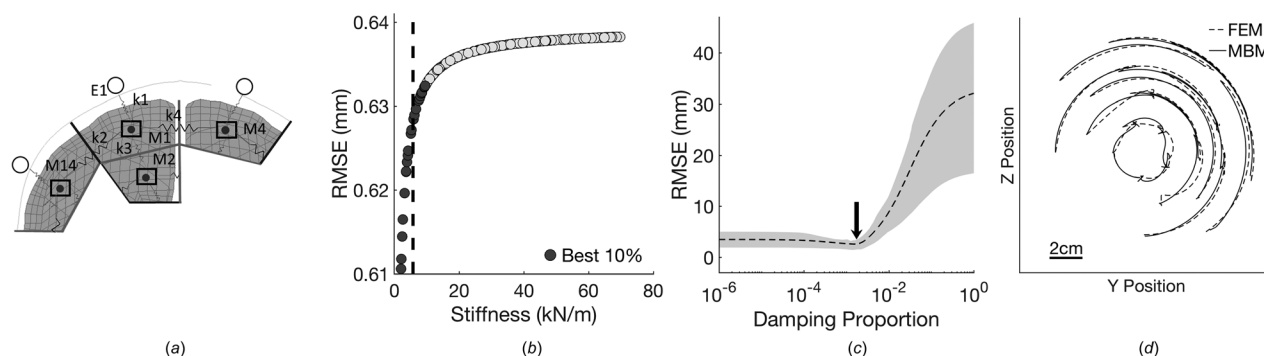 E1
k1
k4
k2
M1
M4
k3
M14
M2
(a)
RMSE (mm)
0.64
0.63
0.62
0.61
0 20 40 60 80
Stiffness (kN/m)
Best 10%
(b)
RMSE (mm)
40
30
20
10
0
10^-6 10^-4 10^-2 10^0
Damping Proportion
(c)
FEM
MBM
Z Position
2cm
Y Position
(d)